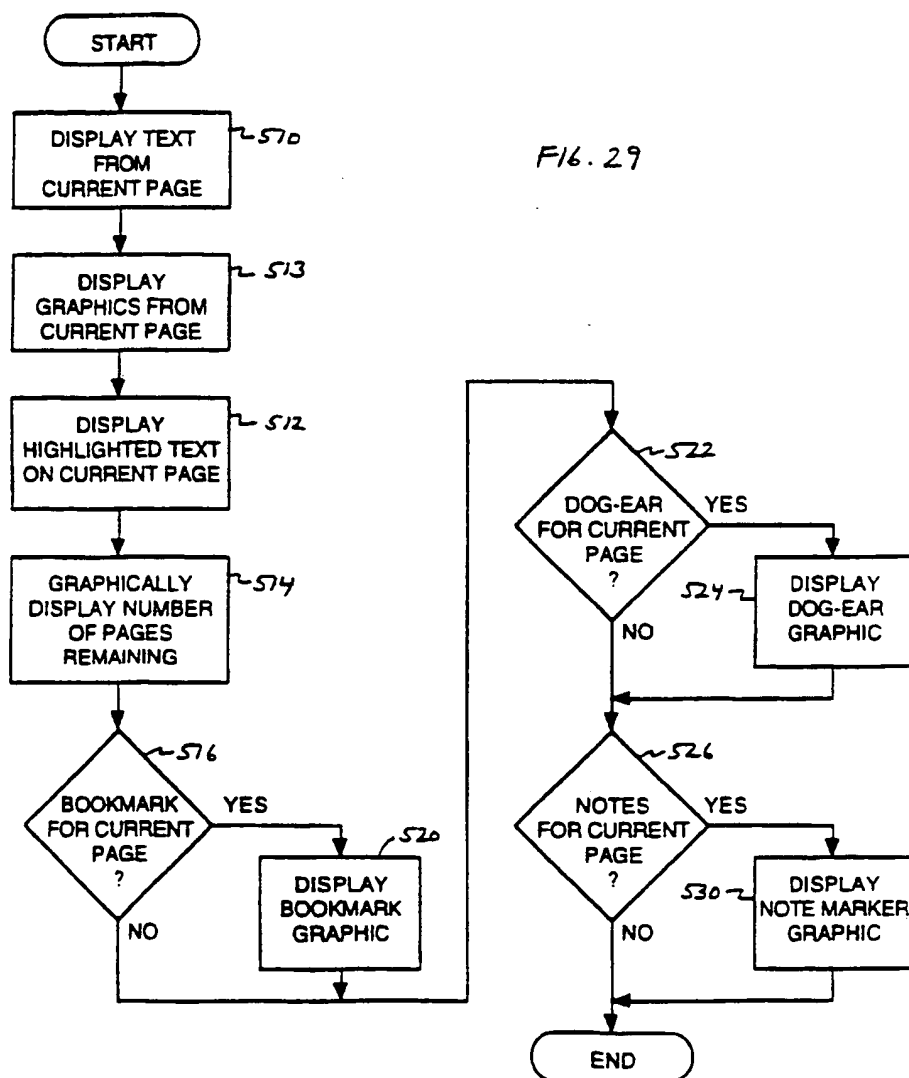 START
DISPLAY TEXT
FROM
CURRENT PAGE
510
FIG. 29
DISPLAY
GRAPHICS FROM
CURRENT PAGE
513
DISPLAY
HIGHLIGHTED TEXT
ON CURRENT PAGE
512
GRAPHICALLY
DISPLAY NUMBER
OF PAGES
REMAINING
514
BOOKMARK
FOR CURRENT
PAGE
?
516
YES
NO
DISPLAY
BOOKMARK
GRAPHIC
520
DOG-EAR
FOR CURRENT
PAGE
?
522
YES
NO
DISPLAY
DOG-EAR
GRAPHIC
524
NOTES
FOR CURRENT
PAGE
?
526
YES
NO
DISPLAY
NOTE MARKER
GRAPHIC
530
END